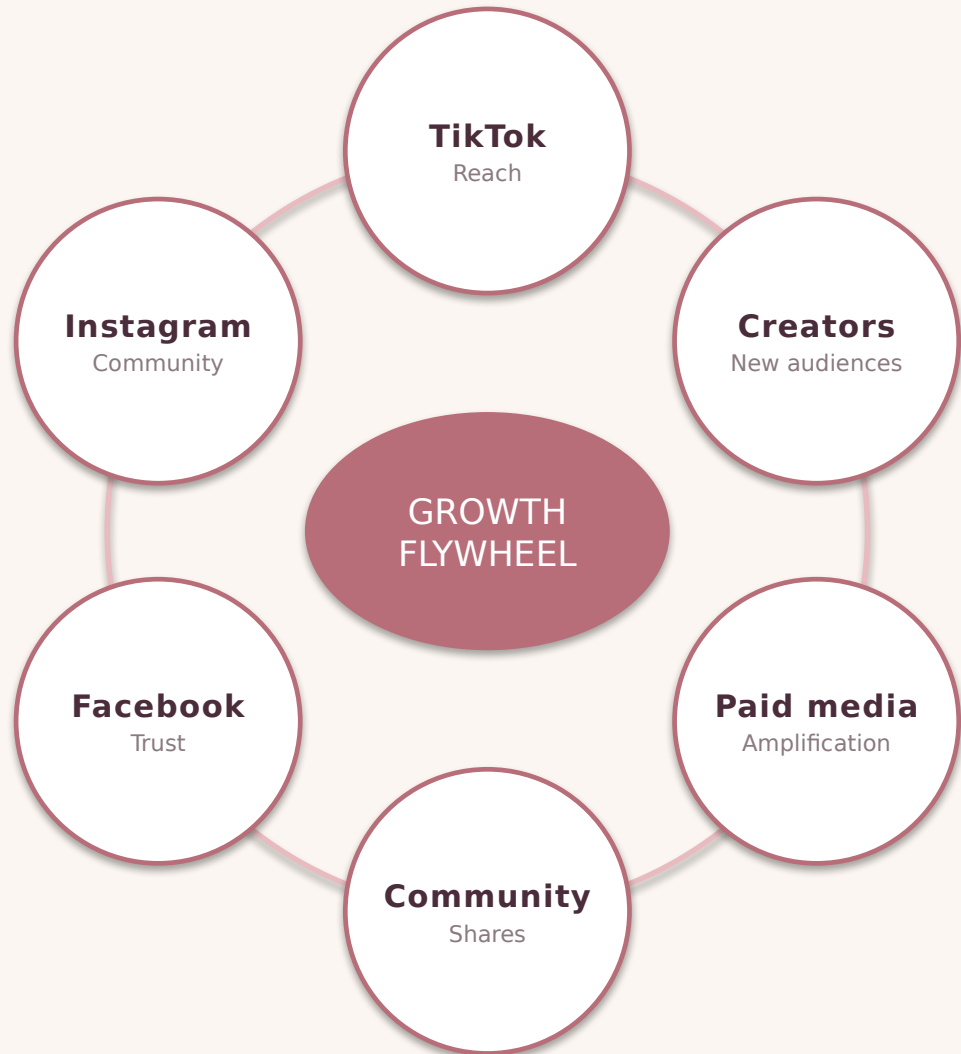 TikTok
Reach
Instagram
Community
Creators
New audiences
GROWTH
FLYWHEEL
Facebook
Trust
Paid media
Amplification
Community
Shares